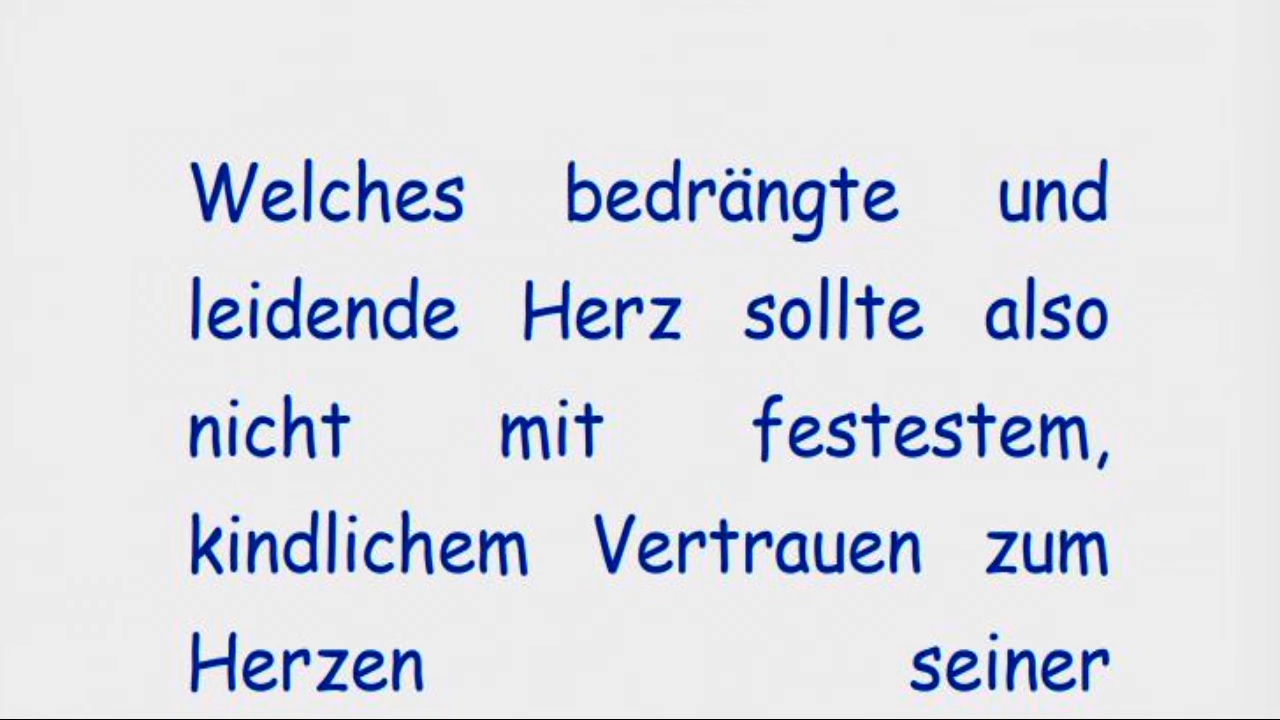 Welches bedrängte und
leidende Herz sollte also
nicht mit festestem,
kindlichem Vertrauen zum
Herzen seiner